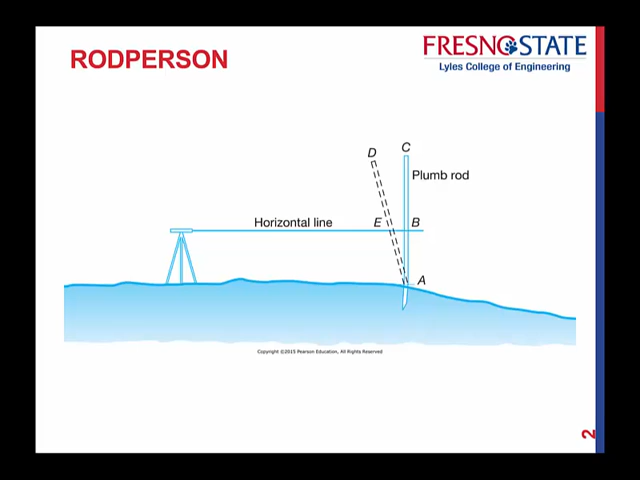 RODPERSON
FRESNO STATE
Lyles College of Engineering
D
C
Plumb rod
Horizontal line
E
B
A
Copyright ©2015 Pearson Education, All Rights Reserved
2